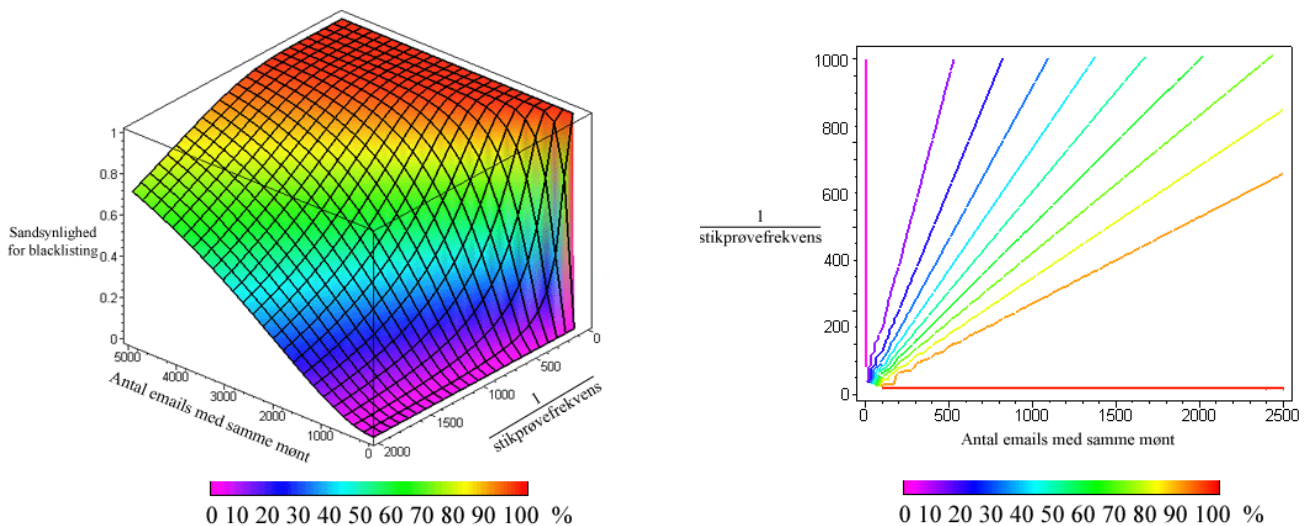 1
0.8
0.6
0.4
0.2
0
Sandsynlighed
for blacklisting
5000
4000
3000
2000
1000
0
Antal emails med samme mønt
2000
1500
1000
500
0
1
stikprøvefrekvens
0 10 20 30 40 50 60 70 80 90 100 %
1000
800
600
400
200
0
1
stikprøvefrekvens
0 500 1000 1500 2000 2500
Antal emails med samme mønt
0 10 20 30 40 50 60 70 80 90 100 %